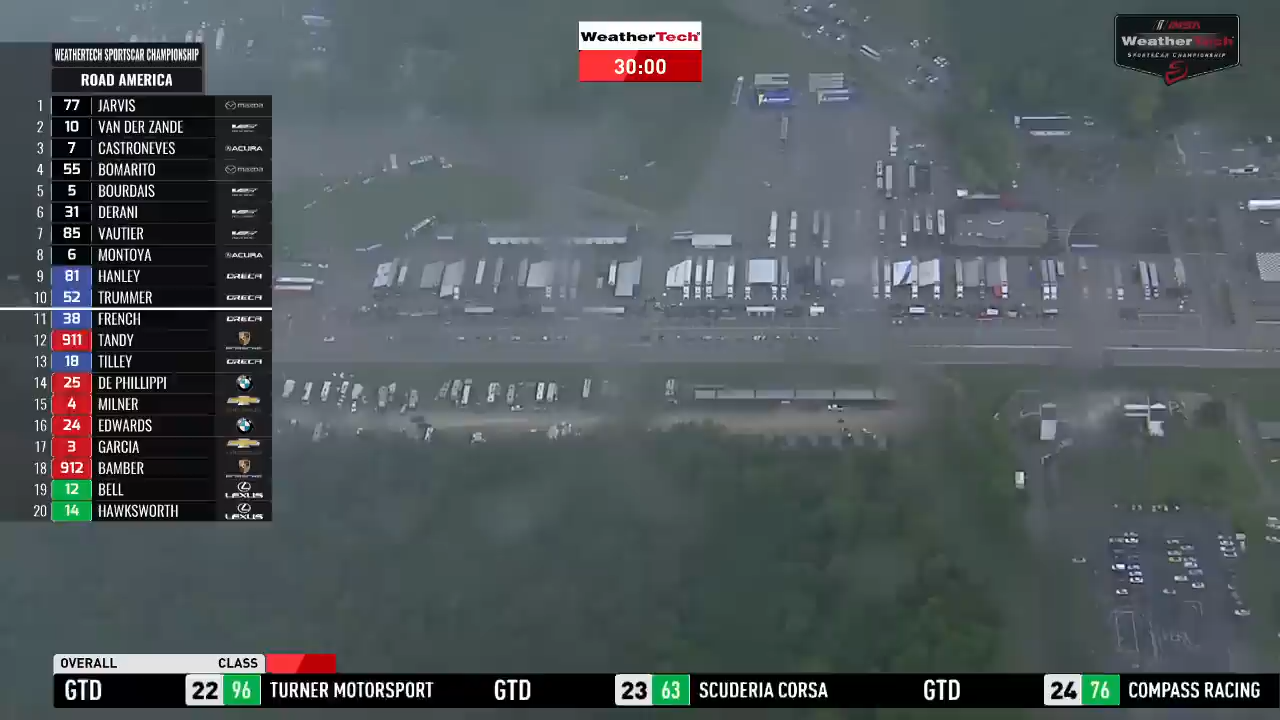 WEATHERTECH SPORTSCAR CHAMPIONSHIP
ROAD AMERICA
1 77 JARVIS mazda
2 10 VAN DER ZANDE
3 7 CASTRONEVES ACURA
4 55 BOMARITO mazda
5 5 BOURDAIS
6 31 DERANI
7 85 VAUTIER
8 6 MONTOYA ACURA
9 81 HANLEY ORECA
10 52 TRUMMER ORECA
11 38 FRENCH ORECA
12 911 TANDY PORSCHE
13 18 TILLEY ORECA
14 25 DE PHILLIPPI
15 4 MILNER
16 24 EDWARDS
17 3 GARCIA
18 912 BAMBER PORSCHE
19 12 BELL LEXUS
20 14 HAWKSWORTH LEXUS
WeatherTech
30:00
IMSA
WeatherTech
SPORTSCAR CHAMPIONSHIP
OVERALL CLASS
GTD 22 96 TURNER MOTORSPORT GTD 23 63 SCUDERIA CORSA GTD 24 76 COMPASS RACING